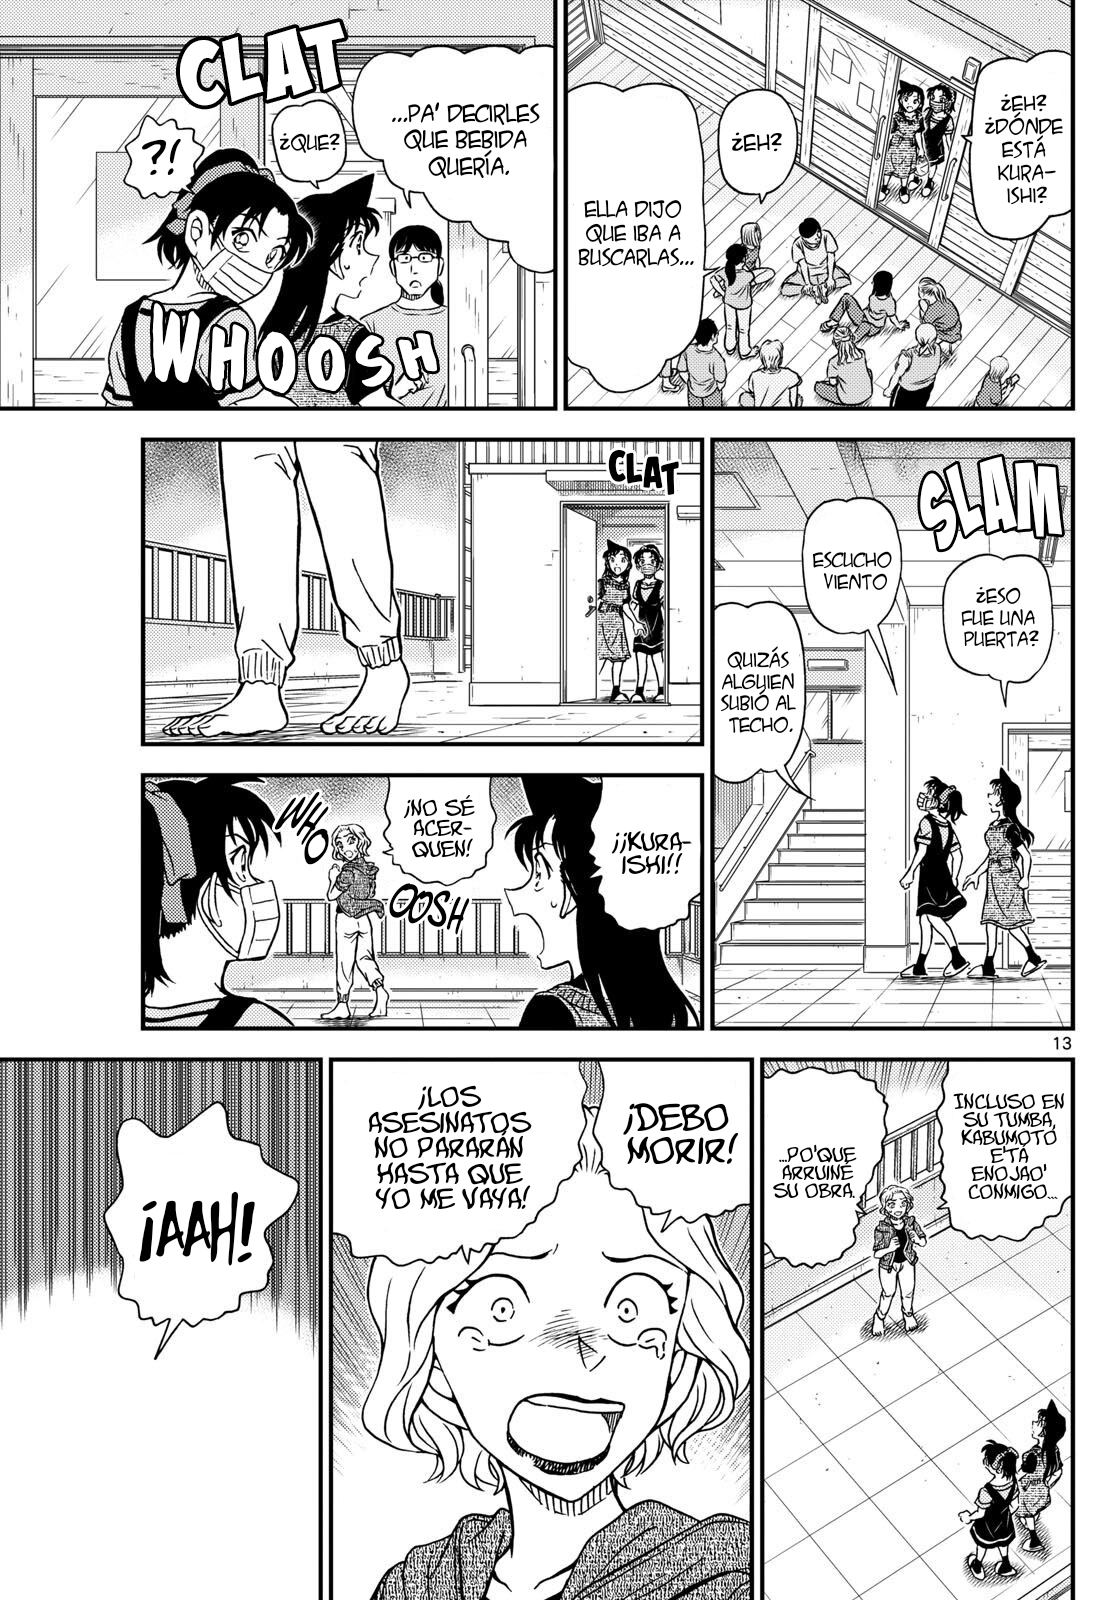 ¿EH?
¿DÓNDE
ESTÁ
KURA-
ISHI?
¿EH?
ELLA DIJO
QUE IBA A
BUSCARLAS...
...PA' DECIRLES
QUE BEBIDA
QUERÍA.
¿QUE?
CLAT
?!
WHOOSH
SLAM
¿ESO
FUE UNA
PUERTA?
ESCUCHO
VIENTO
QUIZÁS
ALGUIEN
SUBIÓ AL
TECHO.
CLAT
¡¡KURA-
ISHI!!
¡NO SÉ
ACER-
QUEN!
WHO
OOSH
13
INCLUSO EN
SU TUMBA,
KABUMOTO
E'TA
ENOJAO'
CONMIGO...
...PO'QUE
ARRUINÉ
SU OBRA.
¡DEBO
MORIR!
¡LOS
ASESINATOS
NO PARARÁN
HASTA QUE
YO ME VAYA!
¡AAH!